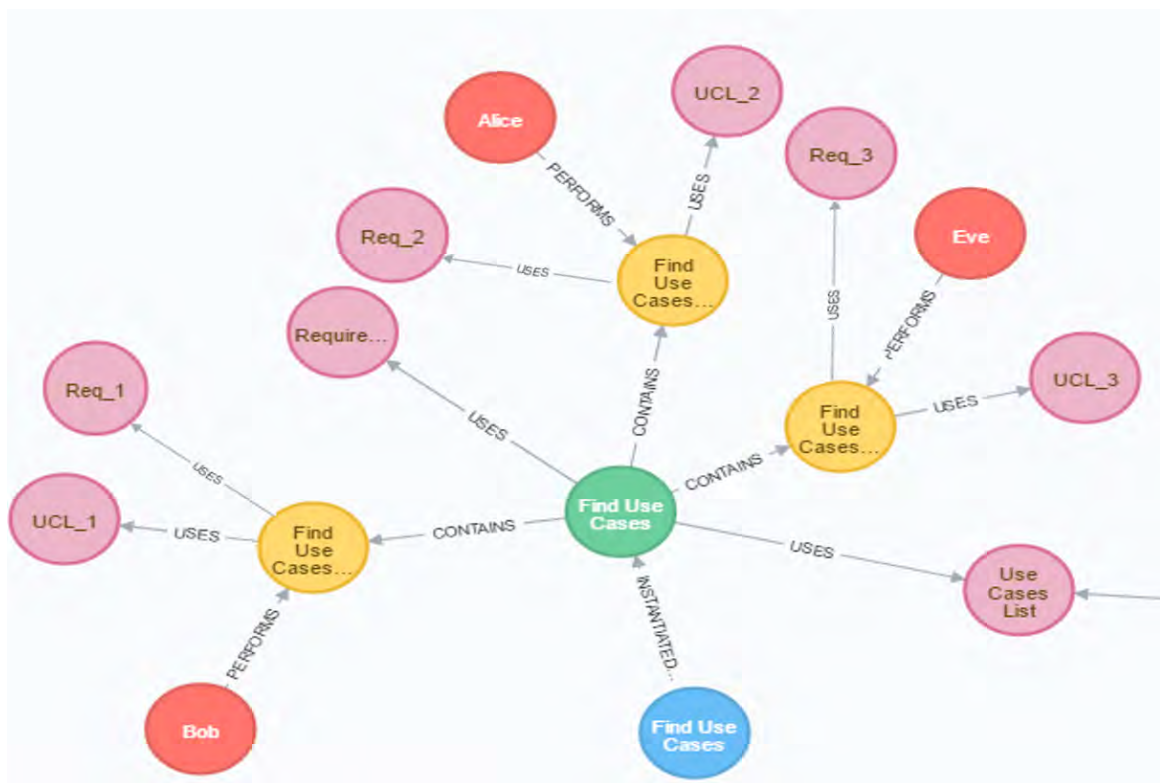 UCL_2
Alice
Req_3
PERFORMS
USES
Req_2
Eve
USES
Find
Use
Cases...
USES
PERFORMS
Require...
Req_1
CONTAINS
UCL_3
USES
USES
Find
Use
Cases...
USES
CONTAINS
Find Use
Cases
UCL_1
USES
CONTAINS
Find
Use
Cases...
USES
Use
Cases
List
INSTANTIATED...
PERFORMS
Bob
Find Use
Cases